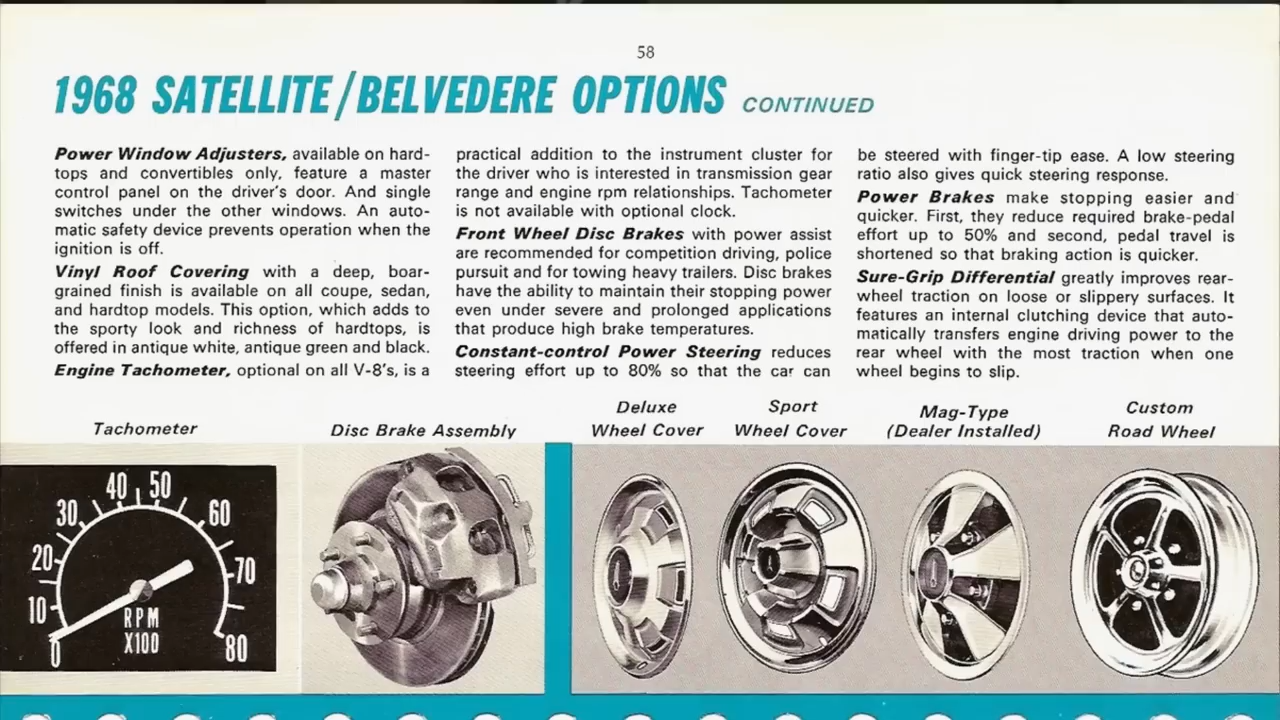 58
1968 SATELLITE/BELVEDERE OPTIONS CONTINUED
Power Window Adjusters, available on hard-
tops and convertibles only, feature a master
control panel on the driver's door. And single
switches under the other windows. An auto-
matic safety device prevents operation when the
ignition is off.
Vinyl Roof Covering with a deep, boar-
grained finish is available on all coupe, sedan,
and hardtop models. This option, which adds to
the sporty look and richness of hardtops, is
offered in antique white, antique green and black.
Engine Tachometer, optional on all V-8's, is a
practical addition to the instrument cluster for
the driver who is interested in transmission gear
range and engine rpm relationships. Tachometer
is not available with optional clock.
Front Wheel Disc Brakes with power assist
are recommended for competition driving, police
pursuit and for towing heavy trailers. Disc brakes
have the ability to maintain their stopping power
even under severe and prolonged applications
that produce high brake temperatures.
Constant-control Power Steering reduces
steering effort up to 80% so that the car can
be steered with finger-tip ease. A low steering
ratio also gives quick steering response.
Power Brakes make stopping easier and
quicker. First, they reduce required brake-pedal
effort up to 50% and second, pedal travel is
shortened so that braking action is quicker.
Sure-Grip Differential greatly improves rear-
wheel traction on loose or slippery surfaces. It
features an internal clutching device that auto-
matically transfers engine driving power to the
rear wheel with the most traction when one
wheel begins to slip.
Tachometer
Disc Brake Assembly
Deluxe
Wheel Cover
Sport
Wheel Cover
Mag-Type
(Dealer Installed)
Custom
Road Wheel
0
10
20
30
40
50
60
70
80
RPM
X100